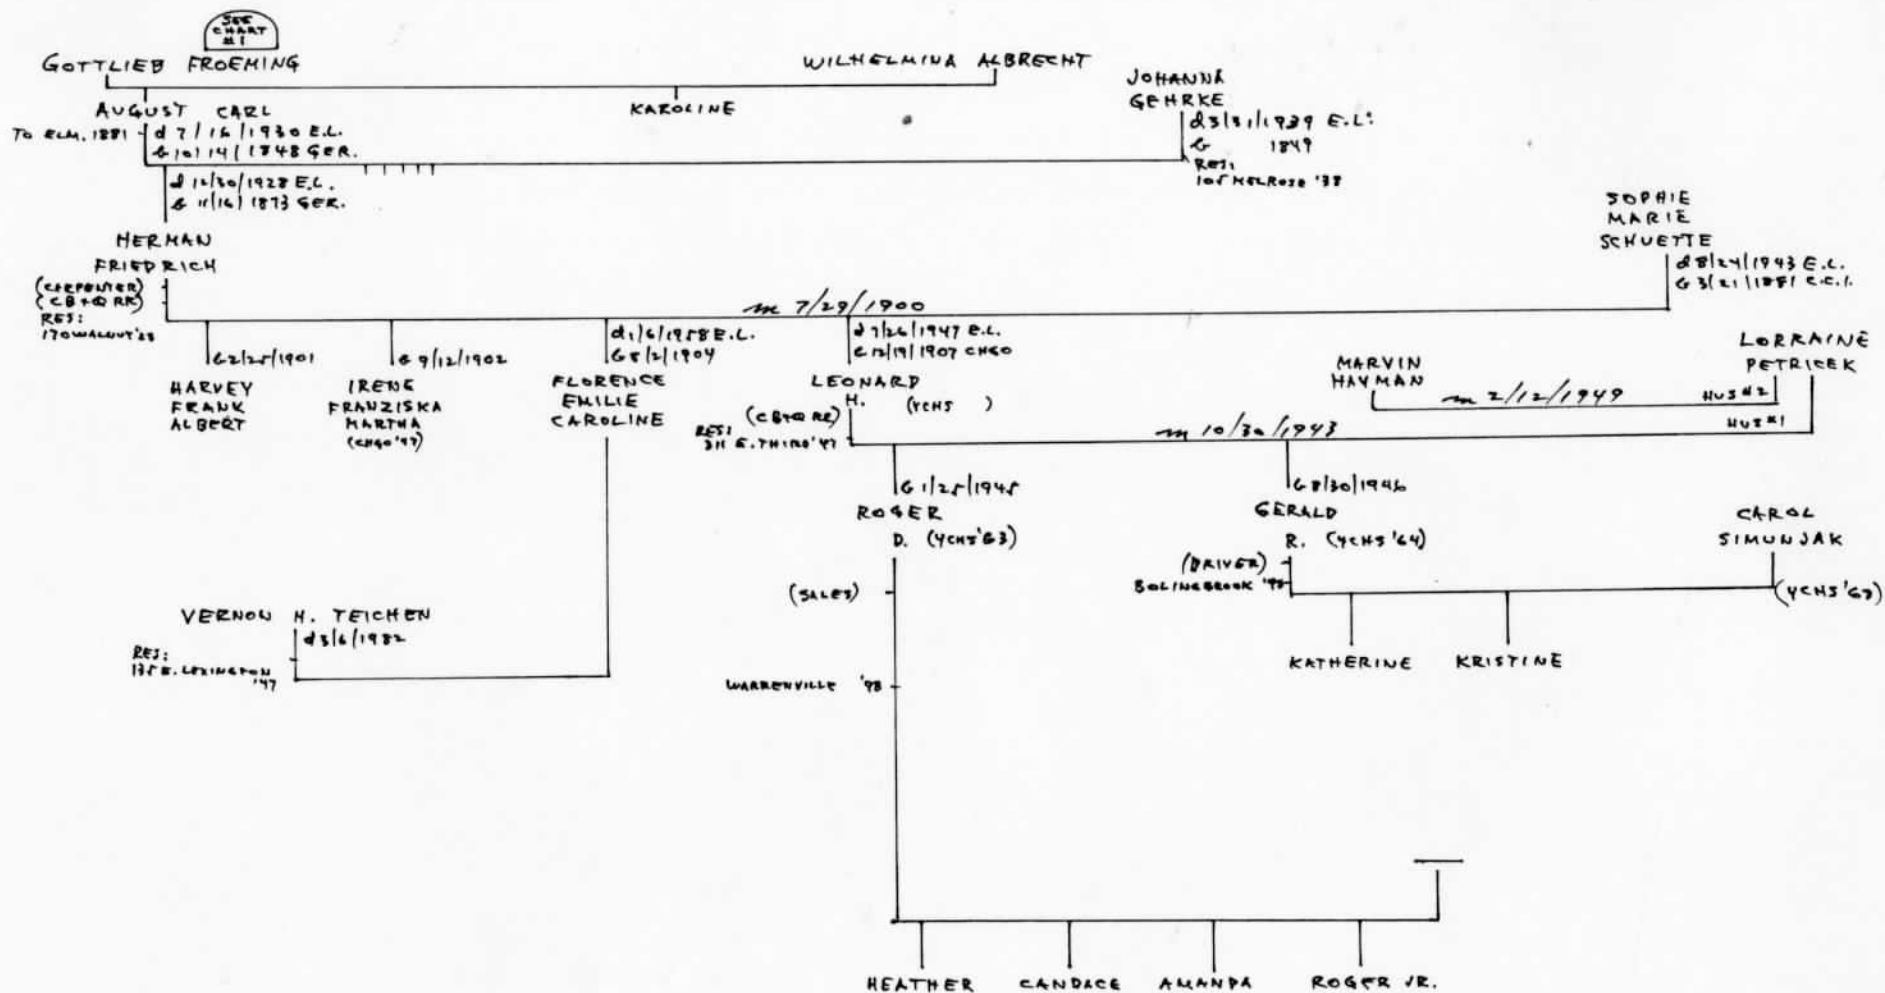 SEE
CHART
#1
GOTTLIEB FROEMING
WILHELMINA ALBRECHT
AUGUST CARL
KAROLINE
JOHANNA
GEHRKE
TO ELM. 1881
d 7/16/1930 E.L.
b 10/14/1848 GER.
d 3/31/1939 E.L.
b 1849
RES:
105 MELROSE '38
d 12/30/1928 E.L.
b 11/16/1873 GER.
HERMAN
FRIEDRICH
(CARPENTER)
(CB+Q RR)
RES:
170 WALNUT
SOPHIE
MARIE
SCHUETTE
d 8/24/1943 E.L.
b 3/21/1881
m 7/29/1900
b 2/25/1901
HARVEY
FRANK
ALBERT
b 9/12/1902
IRENE
FRANZISKA
MARTHA
(CHGO '47)
d 1/6/1958 E.L.
b 5/2/1904
FLORENCE
EMILIE
CAROLINE
d 7/26/1947 E.L.
b 12/19/1907 CHGO
LEONARD
H. (YCHS )
(CB+Q RR)
RES:
311 E. THIRD '47
MARVIN
HAYMAN
LORRAINE
PETRICEK
m 2/12/1949
HUS #2
m 10/30/1943
HUS #1
b 1/25/1945
ROGER
D. (YCHS '63)
(SALES)
WARRENVILLE '98
b 8/30/1946
GERALD
R. (YCHS '64)
(DRIVER)
BOLINGBROOK '98
CAROL
SIMUNJAK
(YCHS
KATHERINE
KRISTINE
VERNON H. TEICHEN
d 3/6/1982
RES:
135 E. LEXINGTON
'47
HEATHER
CANDACE
AMANDA
ROGER JR.